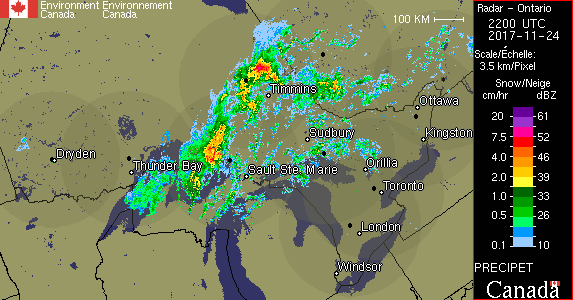 Environment Environnement
Canada Canada
100 KM
Timmins
Ottawa
Sudbury
Kingston
Dryden
Thunder Bay
Sault Ste. Marie
Orillia
Toronto
London
Windsor
Radar - Ontario
2200 UTC
2017-11-24
Scale/Échelle:
3.5 km/Pixel
Snow/Neige
cm/hr dBZ
20 61
7.5 52
4.0 46
2.0 39
1.0 33
0.5 26
0.1 10
PRECIPET
Canada